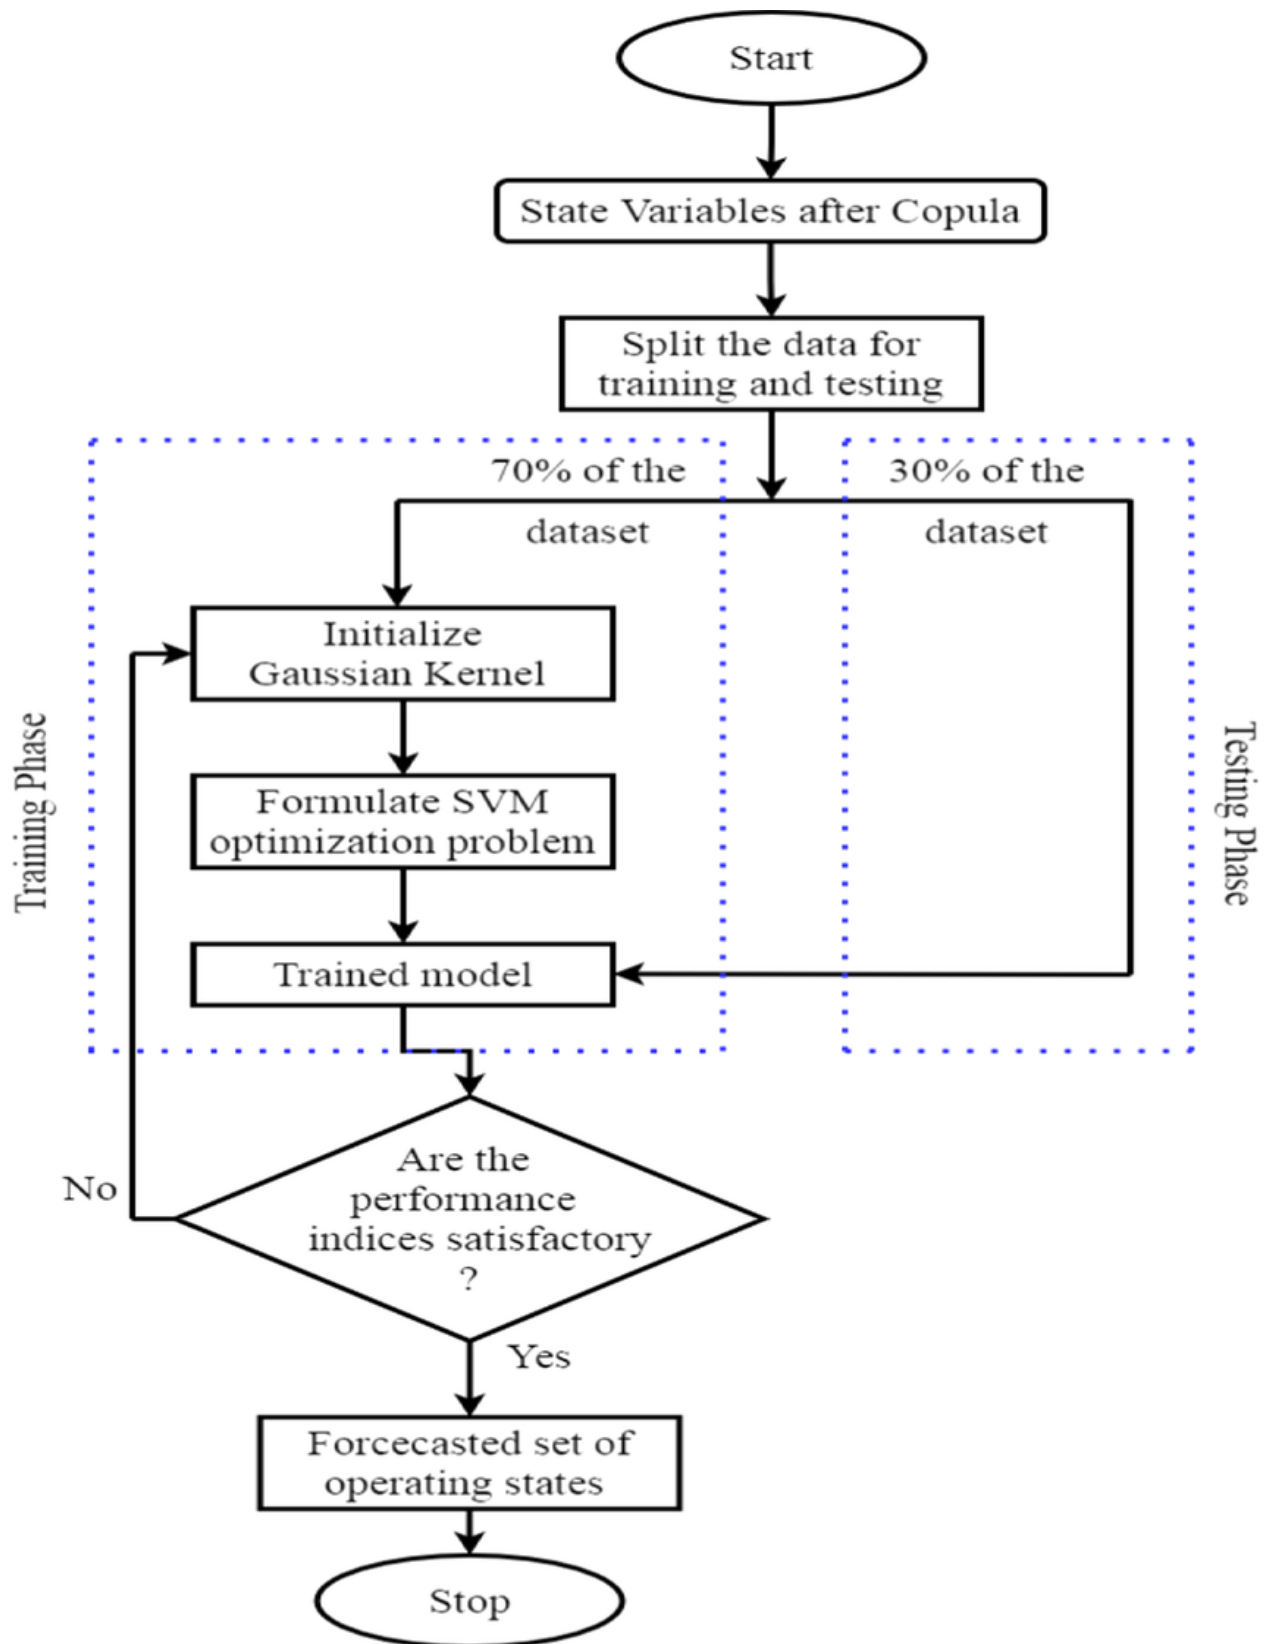 Start
State Variables after Copula
Split the data for
training and testing
70% of the
dataset
30% of the
dataset
Initialize
Gaussian Kernel
Formulate SVM
optimization problem
Trained model
Training Phase
Testing Phase
Are the
performance
indices satisfactory
?
No
Yes
Forcecasted set of
operating states
Stop